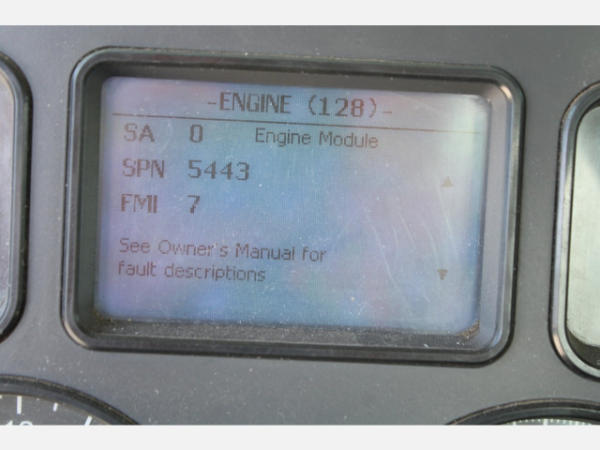 -ENGINE (128)-
SA 0 Engine Module
SPN 5443
FMI 7
See Owner's Manual for
fault descriptions